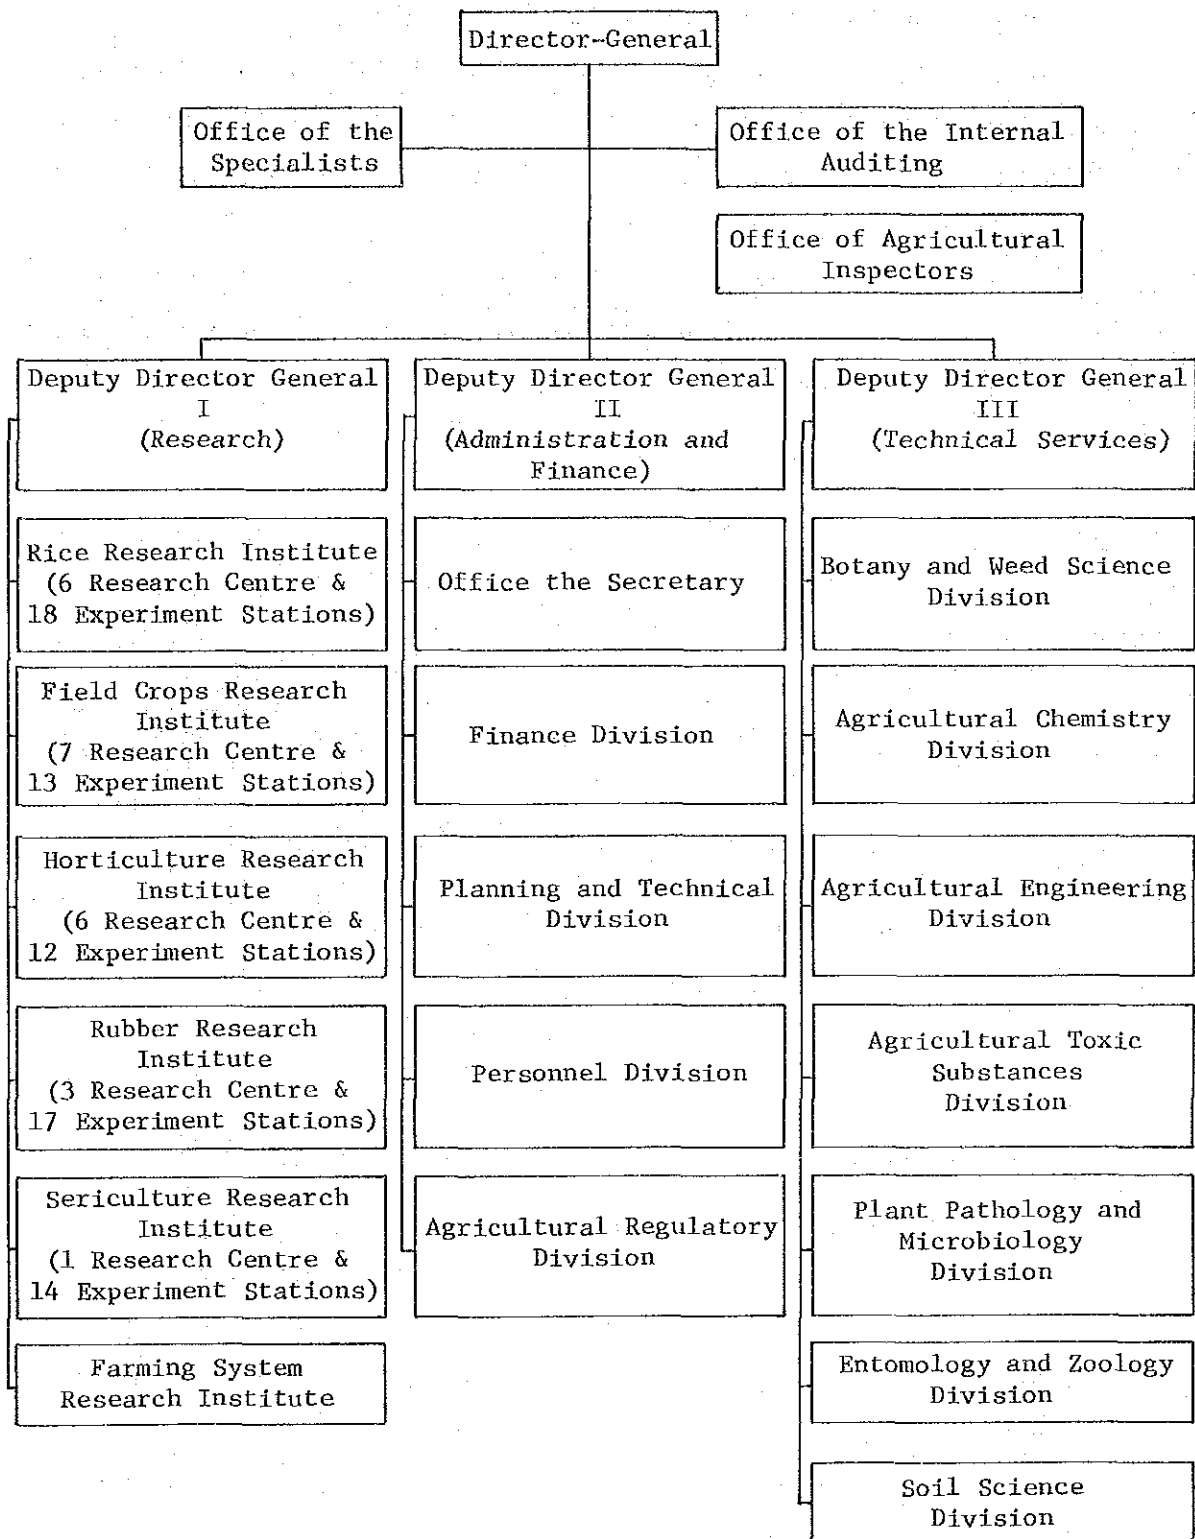 Director-General
Office of the
Specialists
Office of the Internal
Auditing
Office of Agricultural
Inspectors
Deputy Director General
I
(Research)
Rice Research Institute
(6 Research Centre &
18 Experiment Stations)
Field Crops Research
Institute
(7 Research Centre &
13 Experiment Stations)
Horticulture Research
Institute
(6 Research Centre &
12 Experiment Stations)
Rubber Research
Institute
(3 Research Centre &
17 Experiment Stations)
Sericulture Research
Institute
(1 Research Centre &
14 Experiment Stations)
Farming System
Research Institute
Deputy Director General
II
(Administration and
Finance)
Office the Secretary
Finance Division
Planning and Technical
Division
Personnel Division
Agricultural Regulatory
Division
Deputy Director General
III
(Technical Services)
Botany and Weed Science
Division
Agricultural Chemistry
Division
Agricultural Engineering
Division
Agricultural Toxic
Substances
Division
Plant Pathology and
Microbiology
Division
Entomology and Zoology
Division
Soil Science
Division